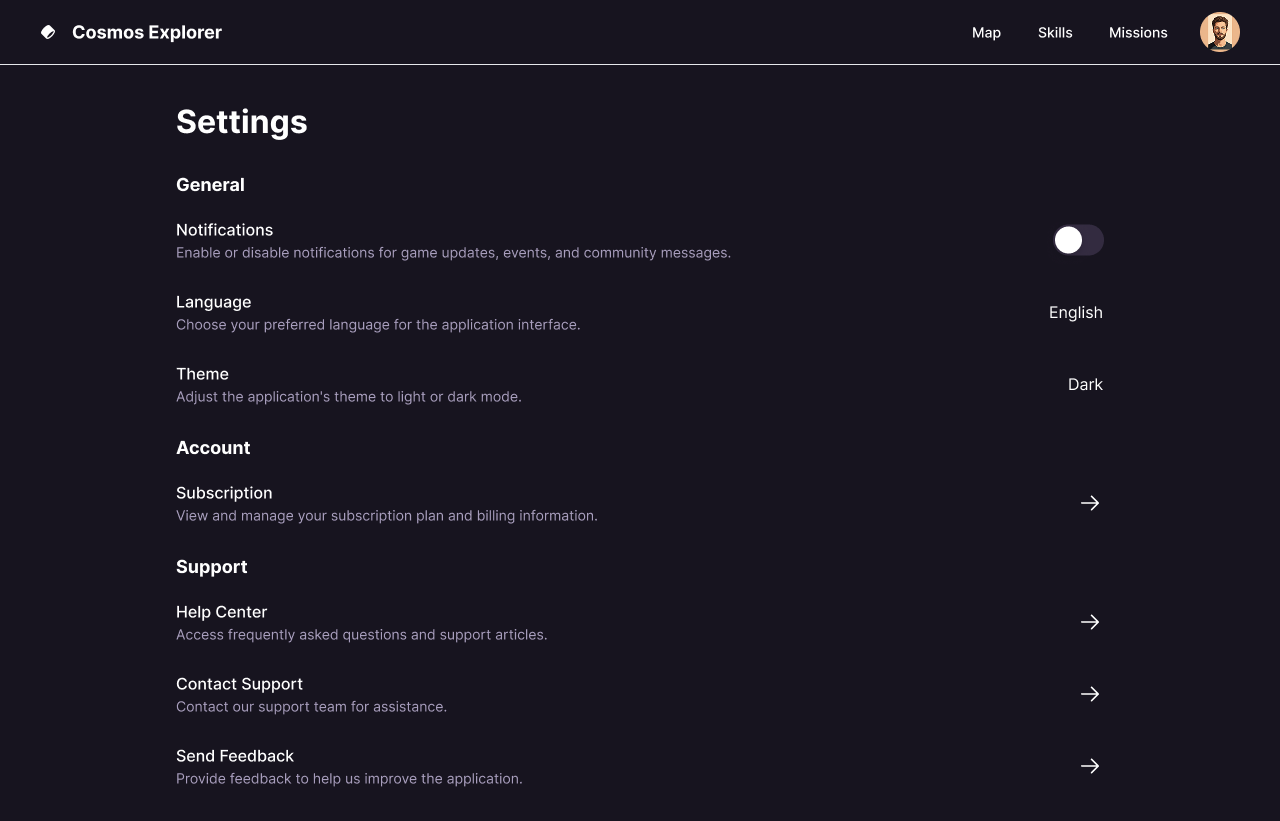 Cosmos Explorer
Map
Skills
Missions
Settings
General
Notifications
Enable or disable notifications for game updates, events, and community messages.
Language
Choose your preferred language for the application interface.
English
Theme
Adjust the application's theme to light or dark mode.
Dark
Account
Subscription
View and manage your subscription plan and billing information.
Support
Help Center
Access frequently asked questions and support articles.
Contact Support
Contact our support team for assistance.
Send Feedback
Provide feedback to help us improve the application.